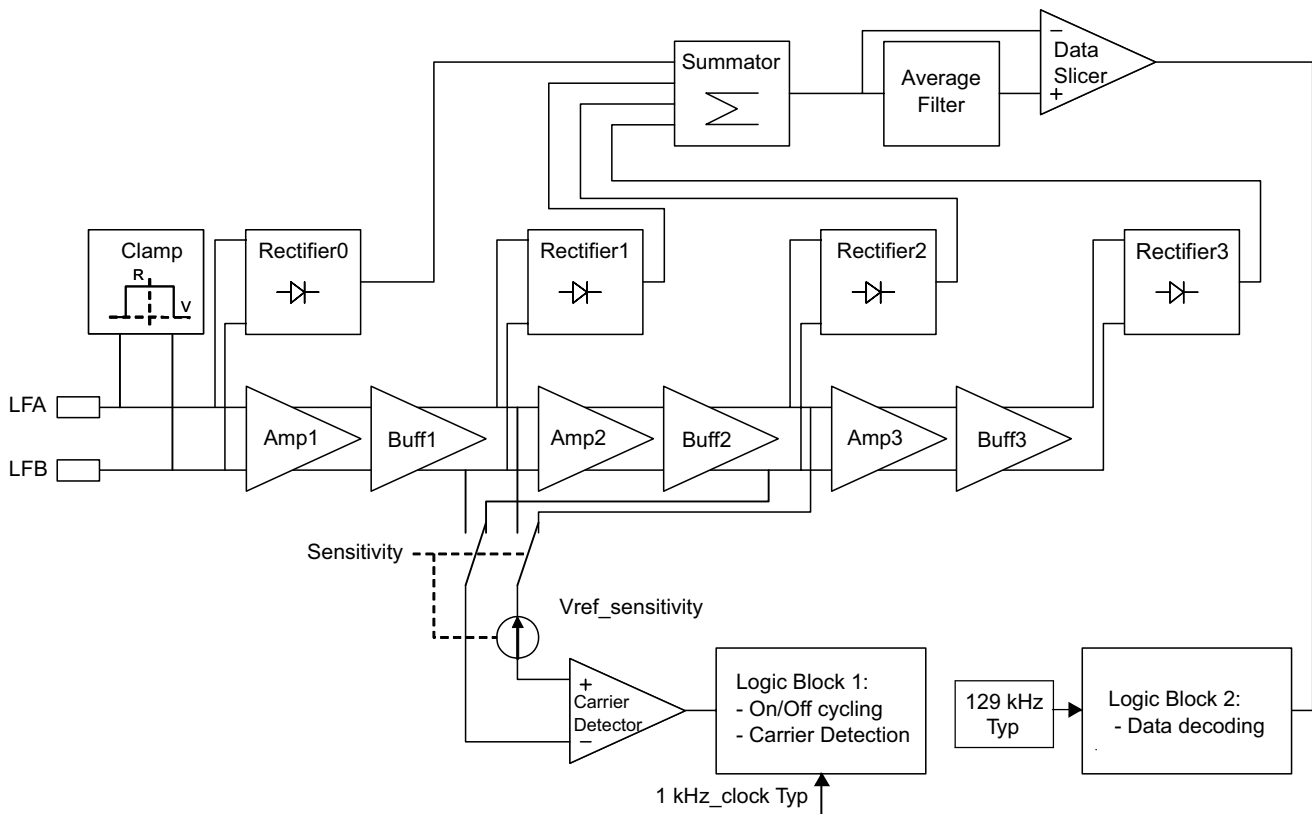 Summator
Average
Filter
−
Data
Slicer
+
Clamp
R
V
Rectifier0
Rectifier1
Rectifier2
Rectifier3
LFA
LFB
Amp1
Buff1
Amp2
Buff2
Amp3
Buff3
Sensitivity
Vref_sensitivity
+
Carrier
Detector
−
Logic Block 1:
- On/Off cycling
- Carrier Detection
129 kHz
Typ
Logic Block 2:
- Data decoding
1 kHz_clock Typ